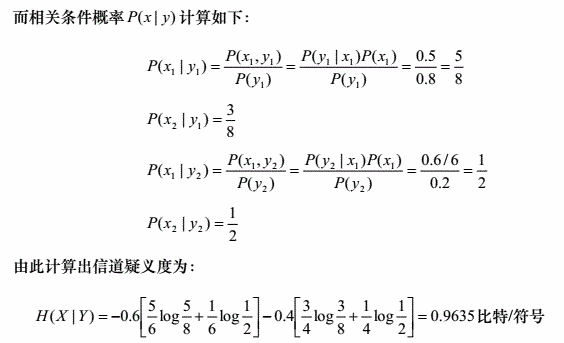 而相关条件概率P(x | y)计算如下：
P(x₁ | y₁) = P(x₁, y₁)/P(y₁) = P(y₁ | x₁)P(x₁)/P(y₁) = 0.5/0.8 = 5/8
P(x₂ | y₁) = 3/8
P(x₁ | y₂) = P(x₁, y₂)/P(y₂) = P(y₂ | x₁)P(x₁)/P(y₂) = 0.6/6/0.2 = 1/2
P(x₂ | y₂) = 1/2
由此计算出信道疑义度为：
H(X | Y) = −0.6[5/6 log 5/8 + 1/6 log 1/2] − 0.4[3/4 log 3/8 + 1/4 log 1/2] = 0.9635比特/符号